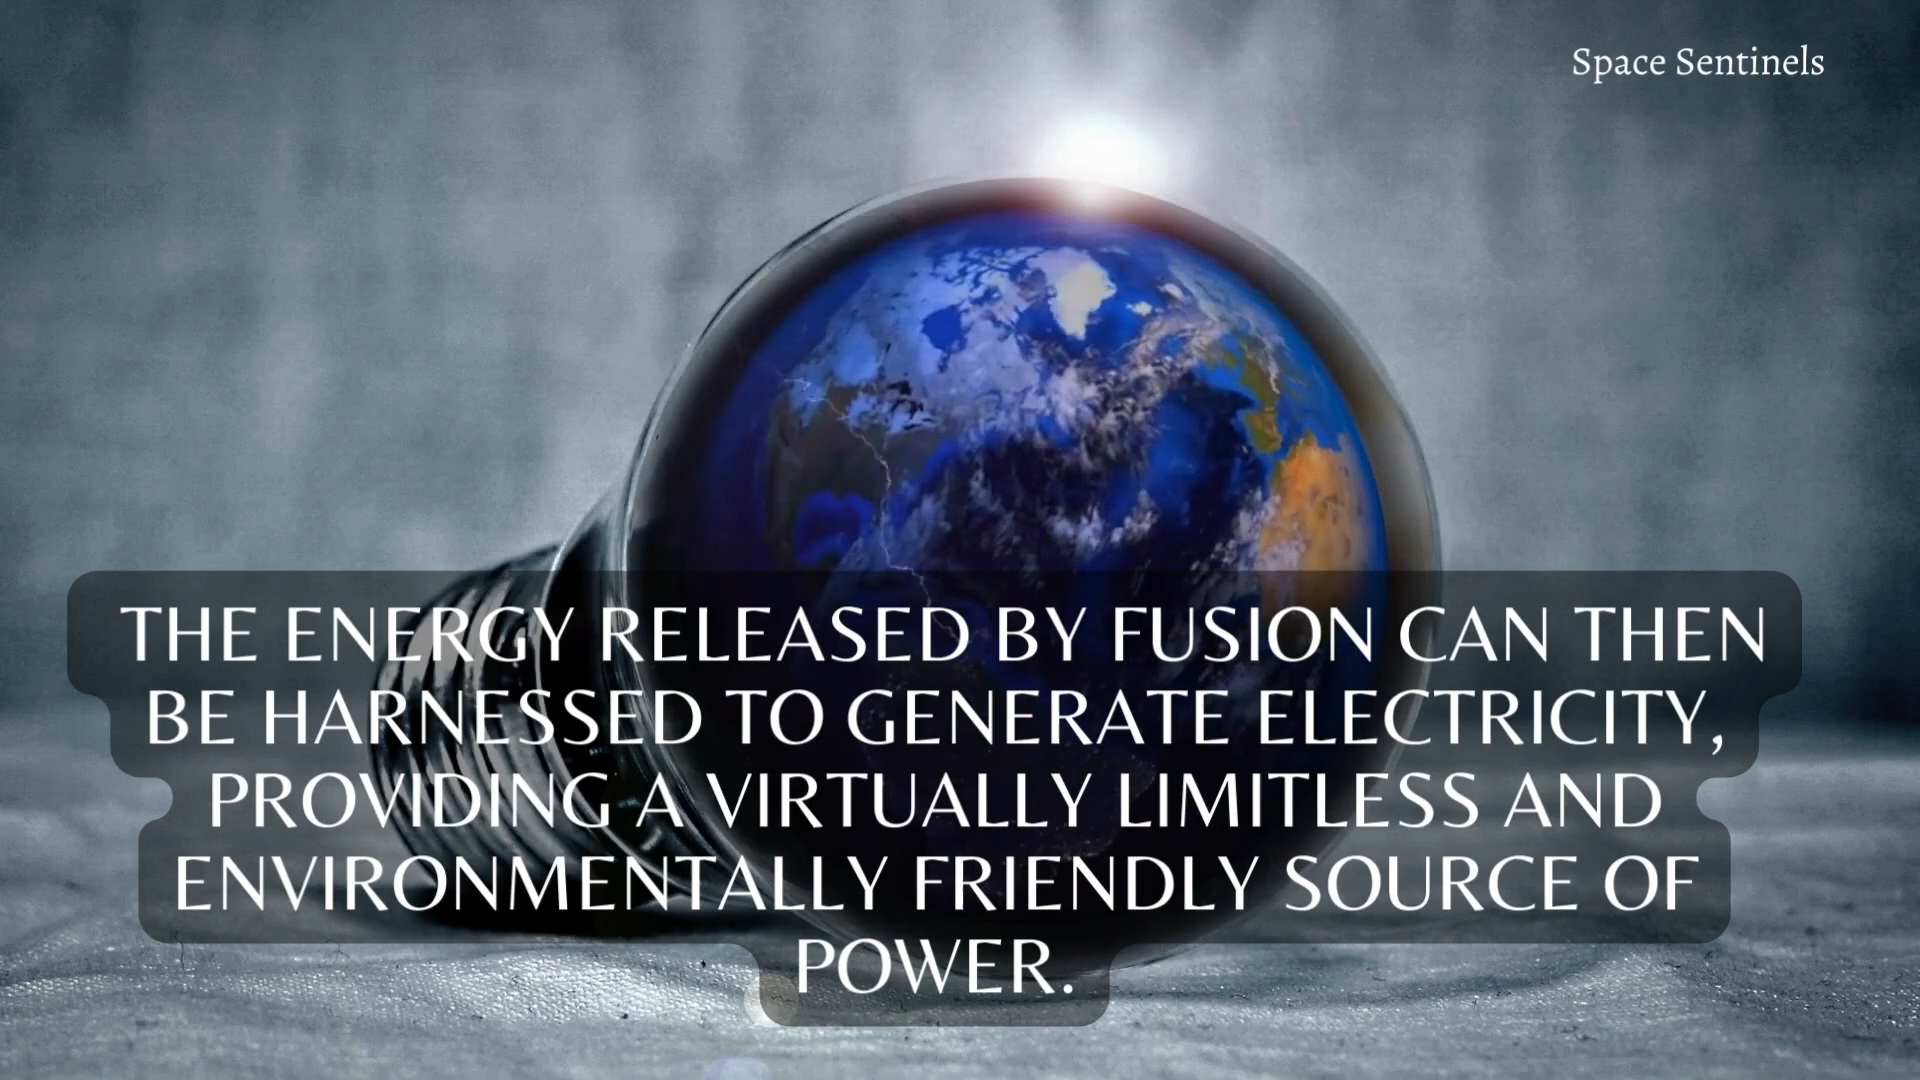 Space Sentinels
THE ENERGY RELEASED BY FUSION CAN THEN
BE HARNESSED TO GENERATE ELECTRICITY,
PROVIDING A VIRTUALLY LIMITLESS AND
ENVIRONMENTALLY FRIENDLY SOURCE OF
POWER.